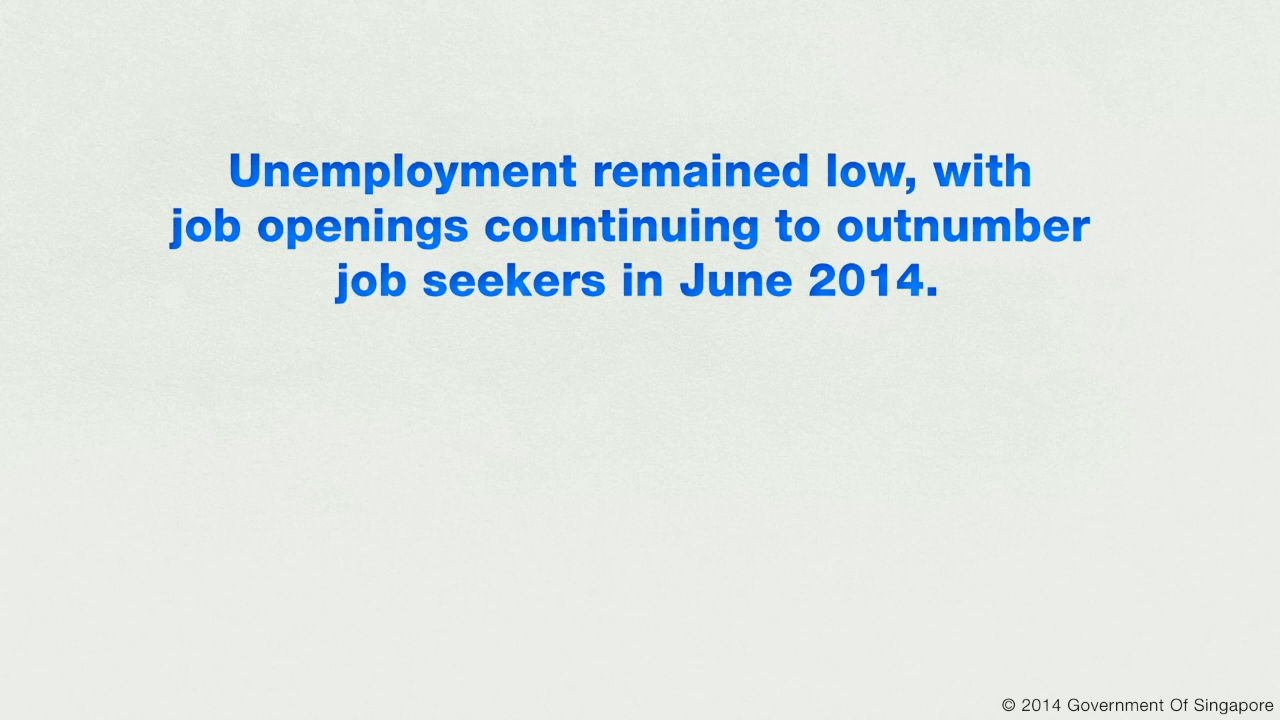 Unemployment remained low, with
job openings countinuing to outnumber
job seekers in June 2014.
© 2014 Government Of Singapore